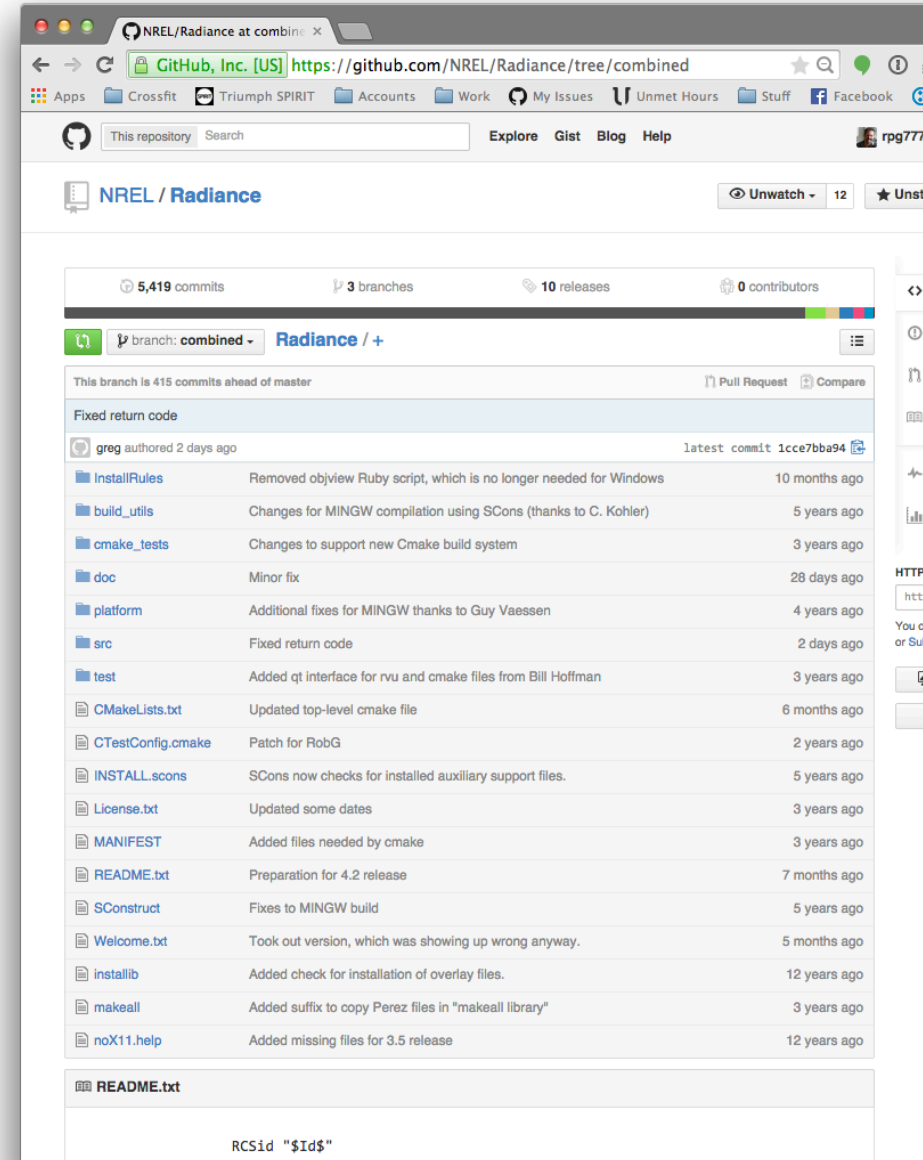 NREL/Radiance at combine
GitHub, Inc. [US] https://github.com/NREL/Radiance/tree/combined
Apps Crossfit Triumph SPIRIT Accounts Work My Issues Unmet Hours Stuff Facebook
This repository Search Explore Gist Blog Help rpg777
NREL / Radiance Unwatch 12 Unst
5,419 commits 3 branches 10 releases 0 contributors
branch: combined Radiance / +
This branch is 415 commits ahead of master Pull Request Compare
Fixed return code
greg authored 2 days ago latest commit 1cce7bba94
InstallRules Removed objview Ruby script, which is no longer needed for Windows 10 months ago
build_utils Changes for MINGW compilation using SCons (thanks to C. Kohler) 5 years ago
cmake_tests Changes to support new Cmake build system 3 years ago
doc Minor fix 28 days ago
HTTP
platform Additional fixes for MINGW thanks to Guy Vaessen 4 years ago
htt
You c
src Fixed return code 2 days ago
or Su
test Added qt interface for rvu and cmake files from Bill Hoffman 3 years ago
CMakeLists.txt Updated top-level cmake file 6 months ago
CTestConfig.cmake Patch for RobG 2 years ago
INSTALL.scons SCons now checks for installed auxiliary support files. 5 years ago
License.txt Updated some dates 3 years ago
MANIFEST Added files needed by cmake 3 years ago
README.txt Preparation for 4.2 release 7 months ago
SConstruct Fixes to MINGW build 5 years ago
Welcome.txt Took out version, which was showing up wrong anyway. 5 months ago
installib Added check for installation of overlay files. 12 years ago
makeall Added suffix to copy Perez files in "makeall library" 3 years ago
noX11.help Added missing files for 3.5 release 12 years ago
README.txt
RCSid "$Id$"